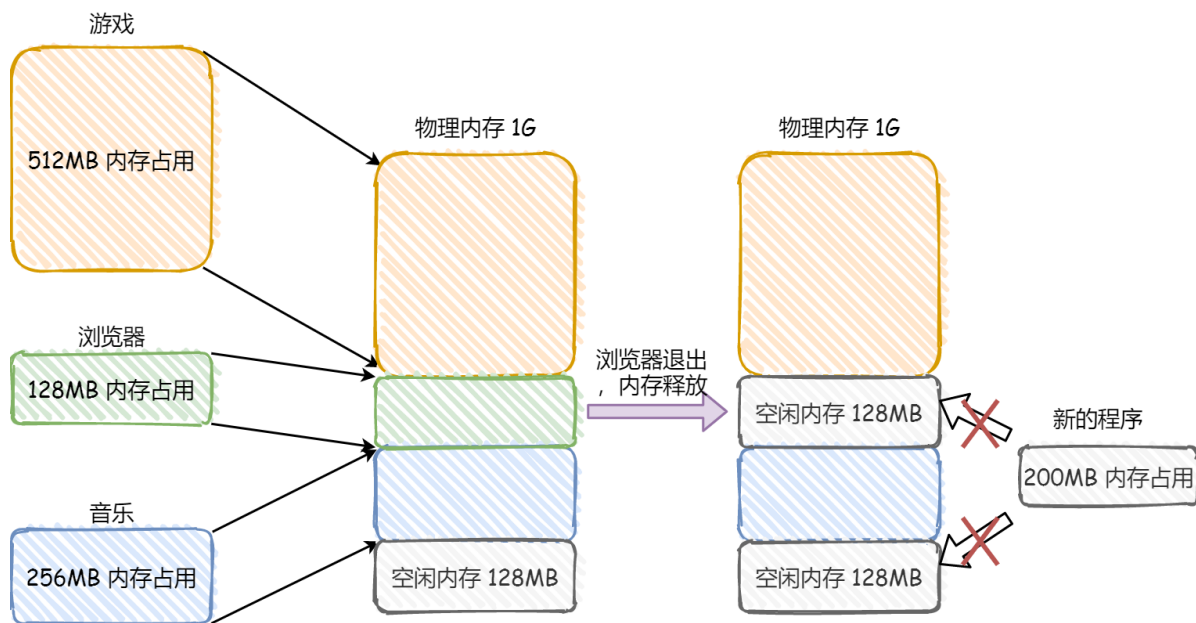 游戏
512MB 内存占用
浏览器
128MB 内存占用
音乐
256MB 内存占用
物理内存 1G
空闲内存 128MB
浏览器退出
，内存释放
物理内存 1G
空闲内存 128MB
空闲内存 128MB
新的程序
200MB 内存占用